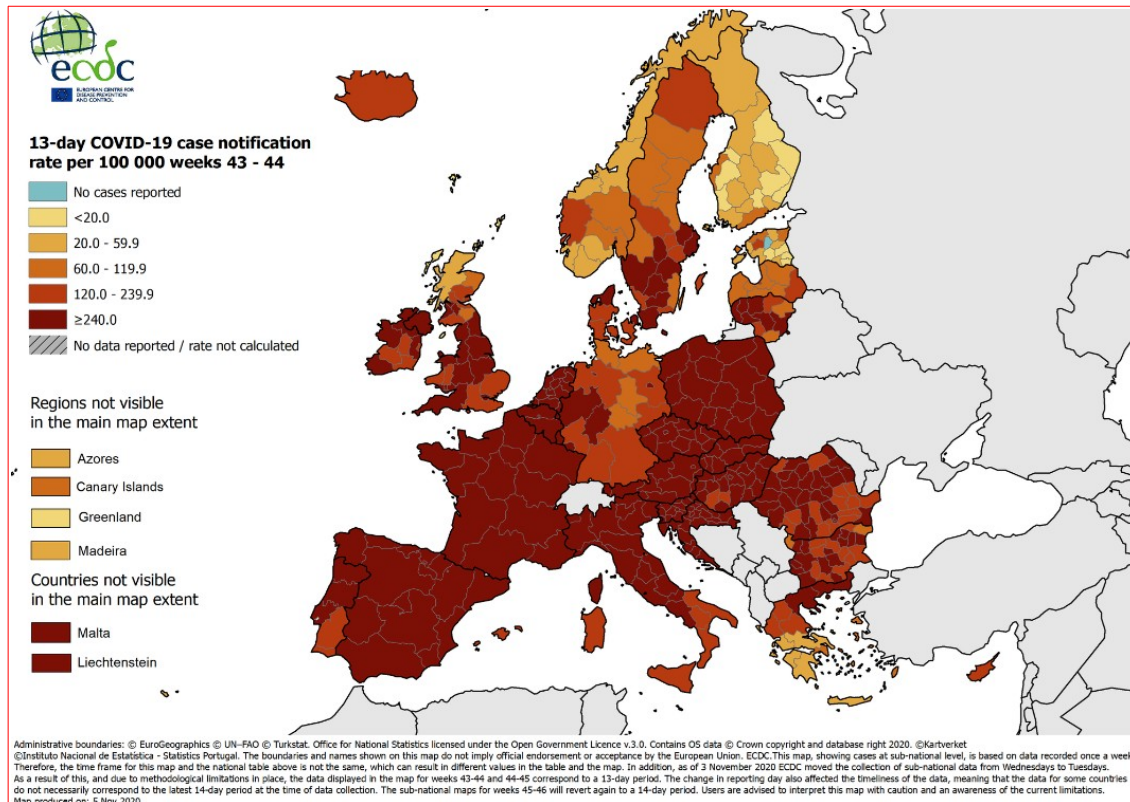 ecdc
EUROPEAN CENTRE FOR
DISEASE PREVENTION
AND CONTROL
13-day COVID-19 case notification
rate per 100 000 weeks 43 - 44
No cases reported
<20.0
20.0 - 59.9
60.0 - 119.9
120.0 - 239.9
≥240.0
No data reported / rate not calculated
Regions not visible
in the main map extent
Azores
Canary Islands
Greenland
Madeira
Countries not visible
in the main map extent
Malta
Liechtenstein
Administrative boundaries: © EuroGeographics © UN–FAO © Turkstat. Office for National Statistics licensed under the Open Government Licence v.3.0. Contains OS data © Crown copyright and database right 2020. ©Kartverket
©Instituto Nacional de Estatística - Statistics Portugal. The boundaries and names shown on this map do not imply official endorsement or acceptance by the European Union. ECDC.This map, showing cases at sub-national level, is based on data recorded once a week.
Therefore, the time frame for this map and the national table above is not the same, which can result in different values in the table and the map. In addition, as of 3 November 2020 ECDC moved the collection of sub-national data from Wednesdays to Tuesdays.
As a result of this, and due to methodological limitations in place, the data displayed in the map for weeks 43-44 and 44-45 correspond to a 13-day period. The change in reporting day also affected the timeliness of the data, meaning that the data for some countries
do not necessarily correspond to the latest 14-day period at the time of data collection. The sub-national maps for weeks 45-46 will revert again to a 14-day period. Users are advised to interpret this map with caution and an awareness of the current limitations.
Map produced on: 5 Nov 2020